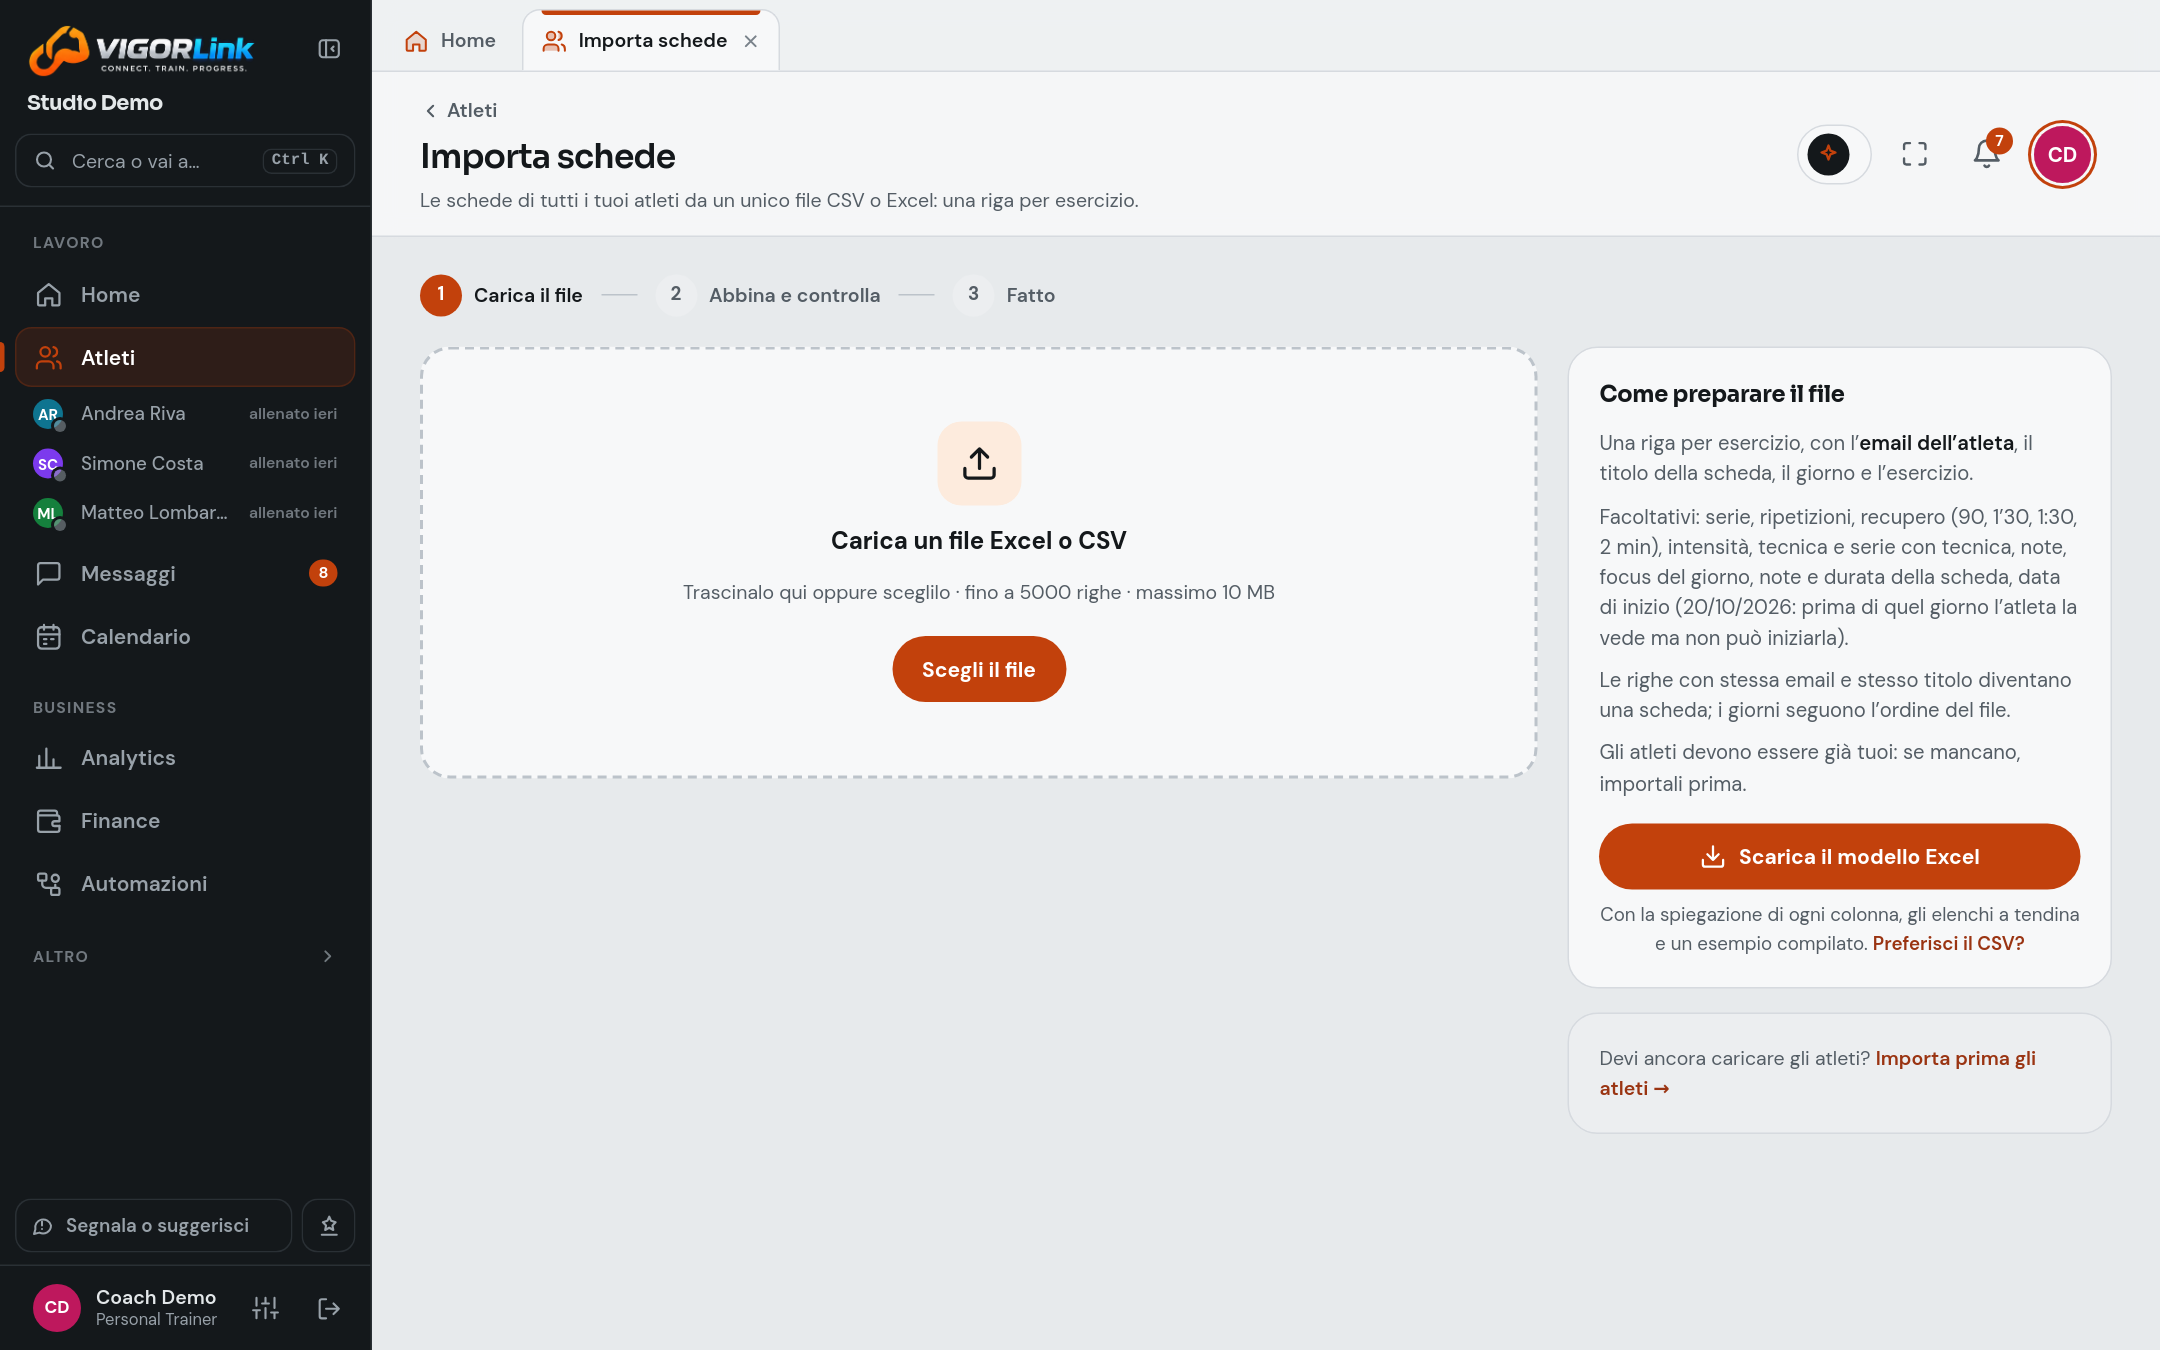 VIGORLink
CONNECT. TRAIN. PROGRESS.
Studio Demo
Cerca o vai a...
Ctrl K
LAVORO
Home
Atleti
AR Andrea Riva allenato ieri
SC Simone Costa allenato ieri
Matteo Lombar... allenato ieri
Messaggi 8
Calendario
BUSINESS
Analytics
Finance
Automazioni
ALTRO
Segnala o suggerisci
CD
Coach Demo
Personal Trainer
Home
Importa schede
Atleti
Importa schede
Le schede di tutti i tuoi atleti da un unico file CSV o Excel: una riga per esercizio.
7
CD
1 Carica il file
2 Abbina e controlla
3 Fatto
Carica un file Excel o CSV
Trascinalo qui oppure sceglilo · fino a 5000 righe · massimo 10 MB
Scegli il file
Come preparare il file
Una riga per esercizio, con l’email dell’atleta, il
titolo della scheda, il giorno e l’esercizio.
Facoltativi: serie, ripetizioni, recupero (90, 1’30, 1:30,
2 min), intensità, tecnica e serie con tecnica, note,
focus del giorno, note e durata della scheda, data
di inizio (20/10/2026: prima di quel giorno l’atleta la
vede ma non può iniziarla).
Le righe con stessa email e stesso titolo diventano
una scheda; i giorni seguono l’ordine del file.
Gli atleti devono essere già tuoi: se mancano,
importali prima.
Scarica il modello Excel
Con la spiegazione di ogni colonna, gli elenchi a tendina
e un esempio compilato. Preferisci il CSV?
Devi ancora caricare gli atleti? Importa prima gli
atleti →